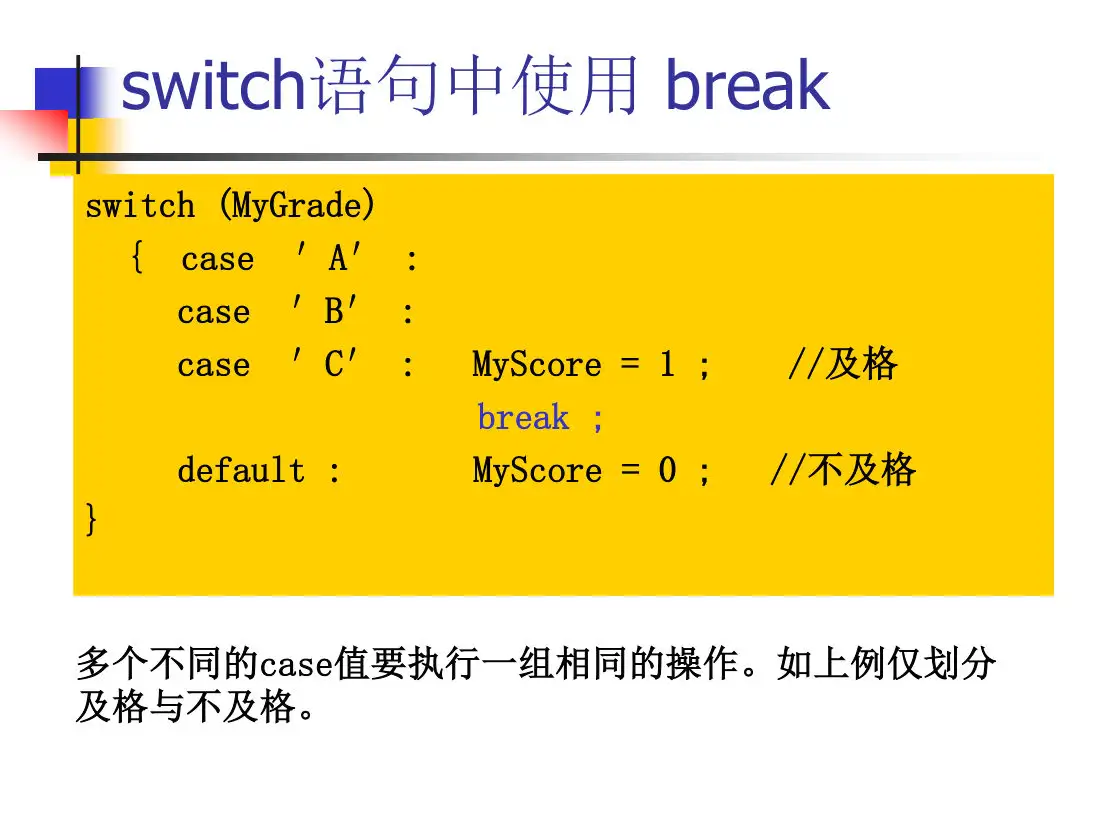 switch语句中使用 break
switch (MyGrade)
{ case ′A′ :
case ′B′ :
case ′C′ : MyScore = 1 ; //及格
break ;
default : MyScore = 0 ; //不及格
}
多个不同的case值要执行一组相同的操作。如上例仅划分
及格与不及格。